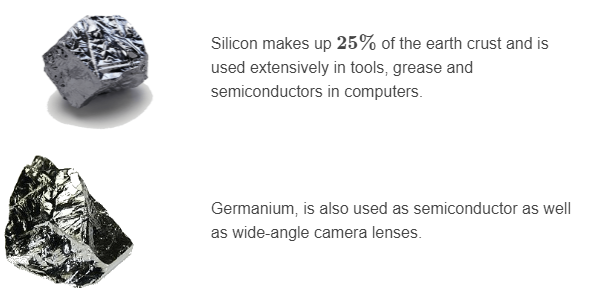 Silicon makes up 25% of the earth crust and is
used extensively in tools, grease and
semiconductors in computers.
Germanium, is also used as semiconductor as well
as wide-angle camera lenses.